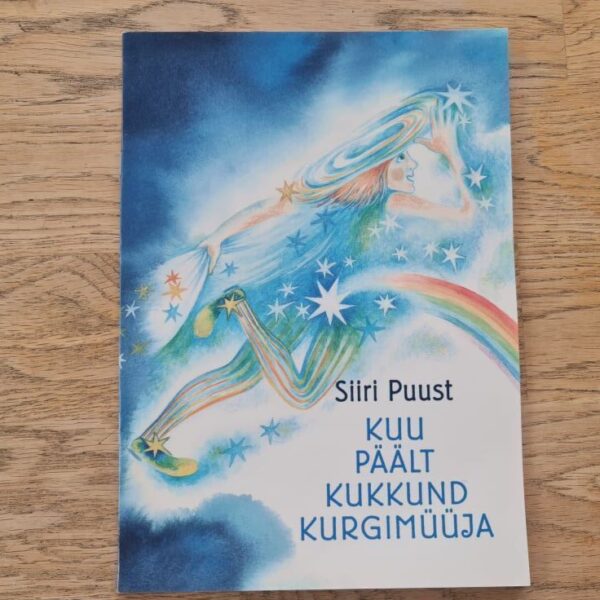 Siiri Puust
KUU
PÄÄLT
KUKKUND
KURGIMÜÜJA